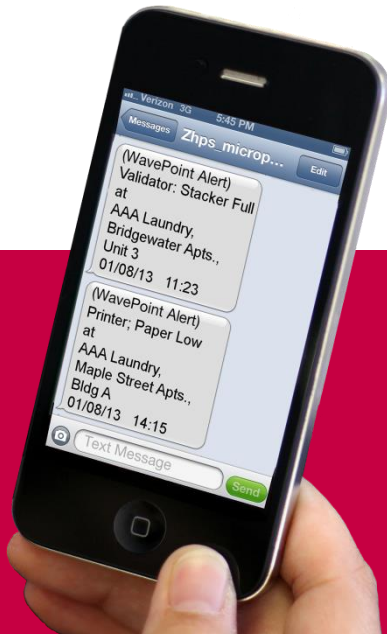 Verizon 3G 5:45 PM
Messages Zhps_microp... Edit
(WavePoint Alert)
Validator; Stacker Full
at
AAA Laundry,
Bridgewater Apts.,
Unit 3
01/08/13 11:23
(WavePoint Alert)
Printer; Paper Low
at
AAA Laundry,
Maple Street Apts.,
Bldg A
01/08/13 14:15
Text Message Send